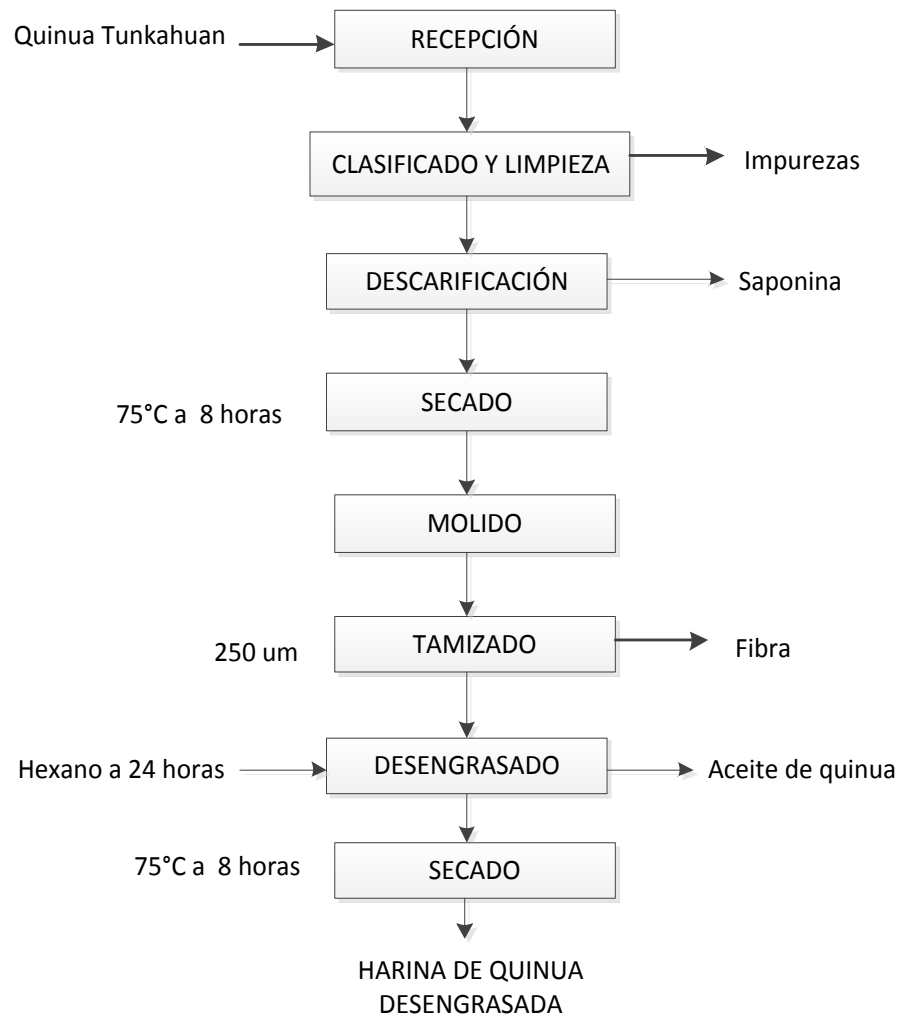 Quinua Tunkahuan
RECEPCIÓN
CLASIFICADO Y LIMPIEZA
Impurezas
DESCARIFICACIÓN
Saponina
75°C a 8 horas
SECADO
MOLIDO
250 um
TAMIZADO
Fibra
Hexano a 24 horas
DESENGRASADO
Aceite de quinua
75°C a 8 horas
SECADO
HARINA DE QUINUA
DESENGRASADA